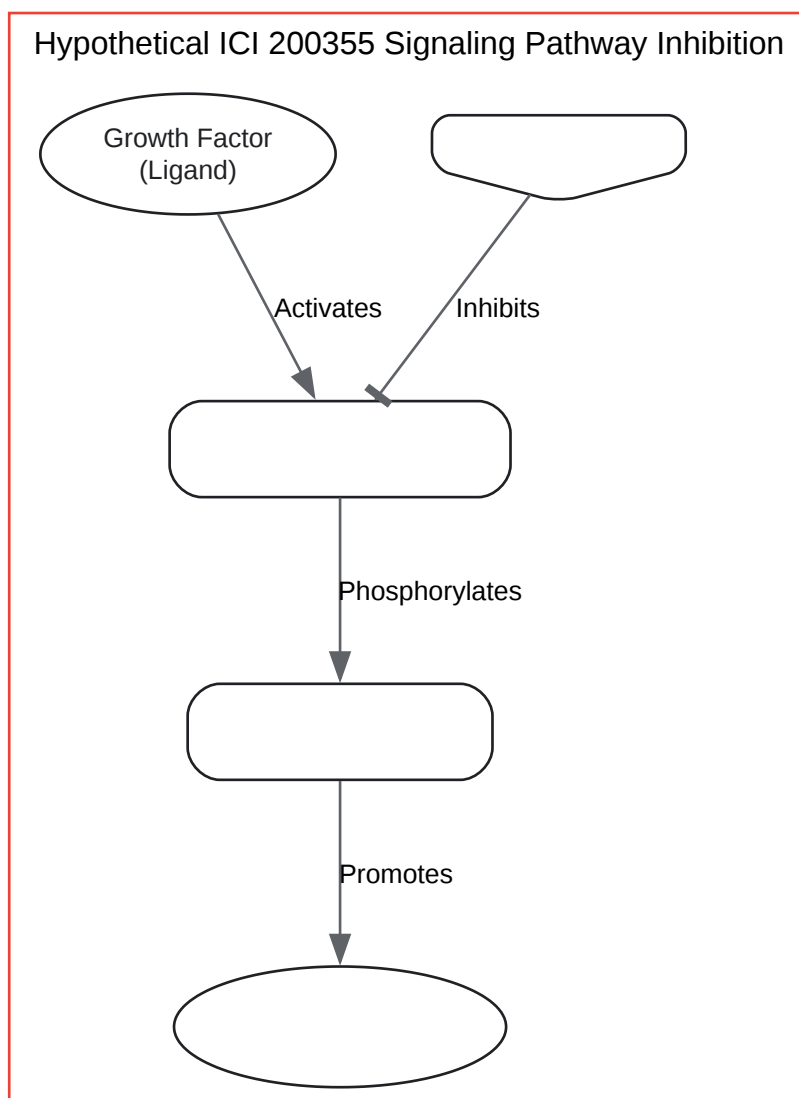 Hypothetical ICI 200355 Signaling Pathway Inhibition
Growth Factor
(Ligand)
Activates
Inhibits
Phosphorylates
Promotes